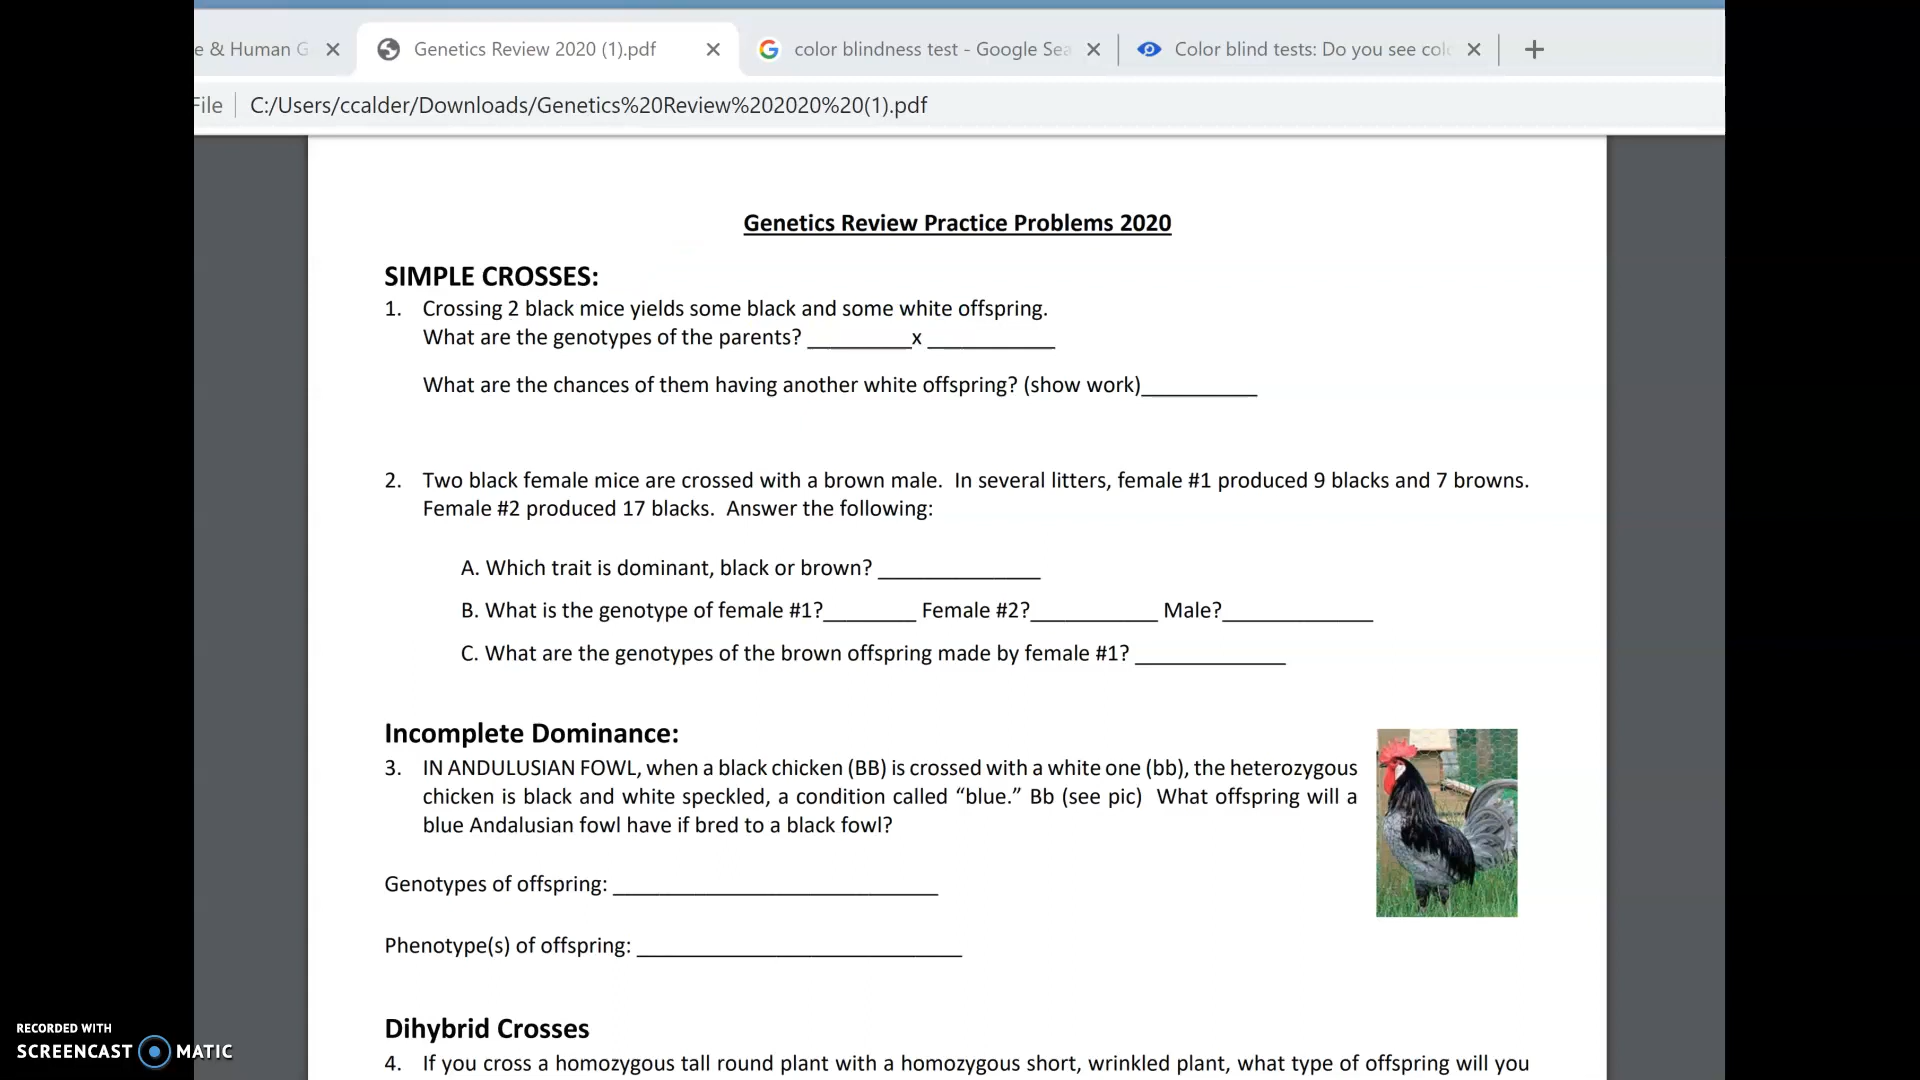 e & Human G
Genetics Review 2020 (1).pdf
color blindness test - Google Sea
Color blind tests: Do you see colo
File
C:/Users/ccalder/Downloads/Genetics%20Review%202020%20(1).pdf
Genetics Review Practice Problems 2020
SIMPLE CROSSES:
1. Crossing 2 black mice yields some black and some white offspring.
What are the genotypes of the parents? _________x ___________
What are the chances of them having another white offspring? (show work)__________
2. Two black female mice are crossed with a brown male. In several litters, female #1 produced 9 blacks and 7 browns.
Female #2 produced 17 blacks. Answer the following:
A. Which trait is dominant, black or brown? ______________
B. What is the genotype of female #1?________ Female #2?___________ Male?_____________
C. What are the genotypes of the brown offspring made by female #1? _____________
Incomplete Dominance:
3. IN ANDULUSIAN FOWL, when a black chicken (BB) is crossed with a white one (bb), the heterozygous
chicken is black and white speckled, a condition called “blue.” Bb (see pic) What offspring will a
blue Andalusian fowl have if bred to a black fowl?
Genotypes of offspring: ____________________________
Phenotype(s) of offspring: ____________________________
Dihybrid Crosses
4. If you cross a homozygous tall round plant with a homozygous short, wrinkled plant, what type of offspring will you
RECORDED WITH
SCREENCAST MATIC